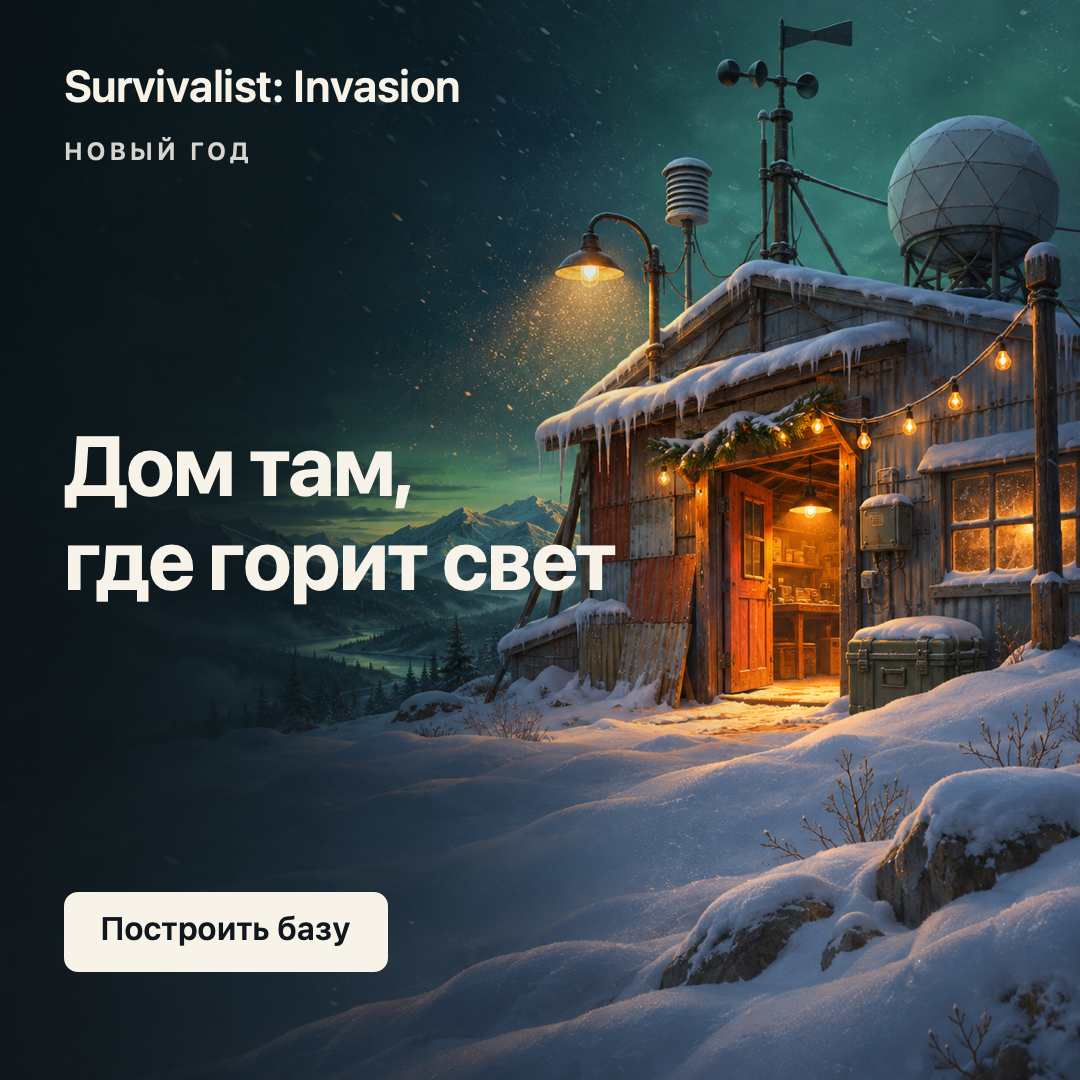 Survivalist: Invasion
НОВЫЙ ГОД
Дом там,
где горит свет
Построить базу